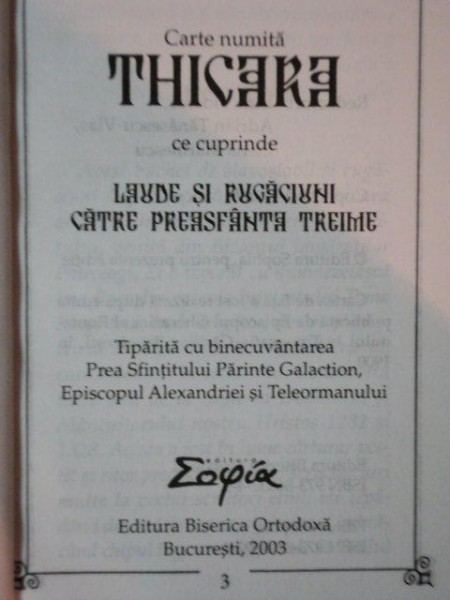 Carte numită
THICARA
ce cuprinde
LAUDE ȘI RUGĂCIUNI
CĂTRE PREASFÂNTA TREIME
Tipărită cu binecuvântarea
Prea Sfințitului Părinte Galaction,
Episcopul Alexandriei și Teleormanului
editura
Σοφία
Editura Biserica Ortodoxă
București, 2003
3